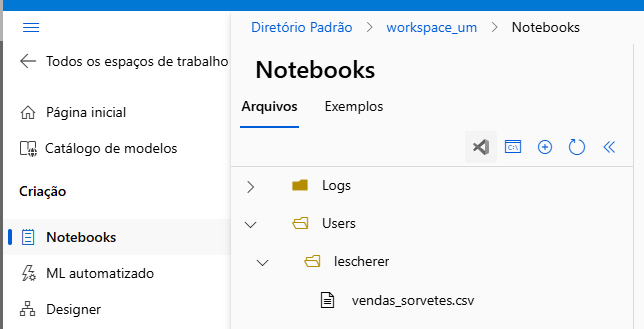 Diretório Padrão > workspace_um > Notebooks
Todos os espaços de trabalho
Notebooks
Arquivos Exemplos
Página inicial
Catálogo de modelos
Criação
Notebooks
ML automatizado
Designer
C:\
Logs
Users
lescherer
vendas_sorvetes.csv